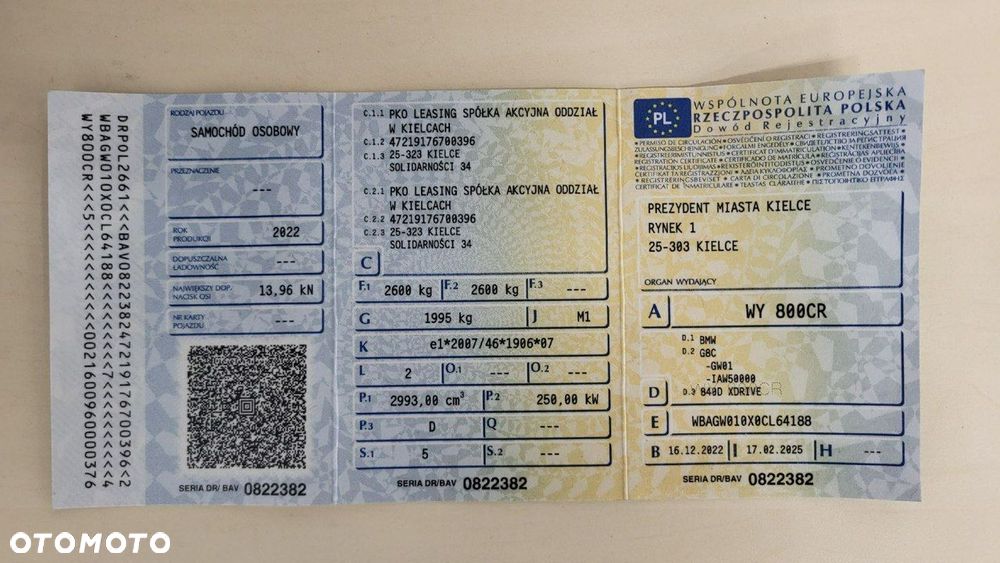 DRPOL2661<<BAV08223824721917670039​6<2
WBAGW010X0CL64188<<<<<<<<7<<<<<<<<4
WY800CR<<5<<<<<<<<002160096000037​6
RODZAJ POJAZDU
SAMOCHÓD OSOBOWY
PRZEZNACZENIE
---
ROK PRODUKCJI 2022
DOPUSZCZALNA ŁADOWNOŚĆ ---
NAJWIĘKSZY DOP. NACISK OSI 13,96 kN
NR KARTY POJAZDU ---
SERIA DR/ BAV 0822382
C.1.1 PKO LEASING SPÓŁKA AKCYJNA ODDZIAŁ
W KIELCACH
C.1.2 47219176700396
C.1.3 25-323 KIELCE
SOLIDARNOŚCI 34
C.2.1 PKO LEASING SPÓŁKA AKCYJNA ODDZIAŁ
W KIELCACH
C.2.2 47219176700396
C.2.3 25-323 KIELCE
SOLIDARNOŚCI 34
C
F.1 2600 kg F.2 2600 kg F.3 ---
G 1995 kg J M1
K e1*2007/46*1906*07
L 2 O.1 --- O.2 ---
P.1 2993,00 cm³ P.2 250,00 kW
P.3 D Q ---
S.1 5 S.2 ---
SERIA DR/BAV 0822382
PL
WSPÓLNOTA EUROPEJSKA
RZECZPOSPOLITA POLSKA
Dowód Rejestracyjny
PREZYDENT MIASTA KIELCE
RYNEK 1
25-303 KIELCE
ORGAN WYDAJĄCY
A WY 800CR
D.1 BMW
D.2 G8C
-GW01
-IAW50000
D D.3 840D XDRIVE
E WBAGW010X0CL64188
B 16.12.2022 I 17.02.2025 H ---
SERIA DR/BAV 0822382
OTOMOTO